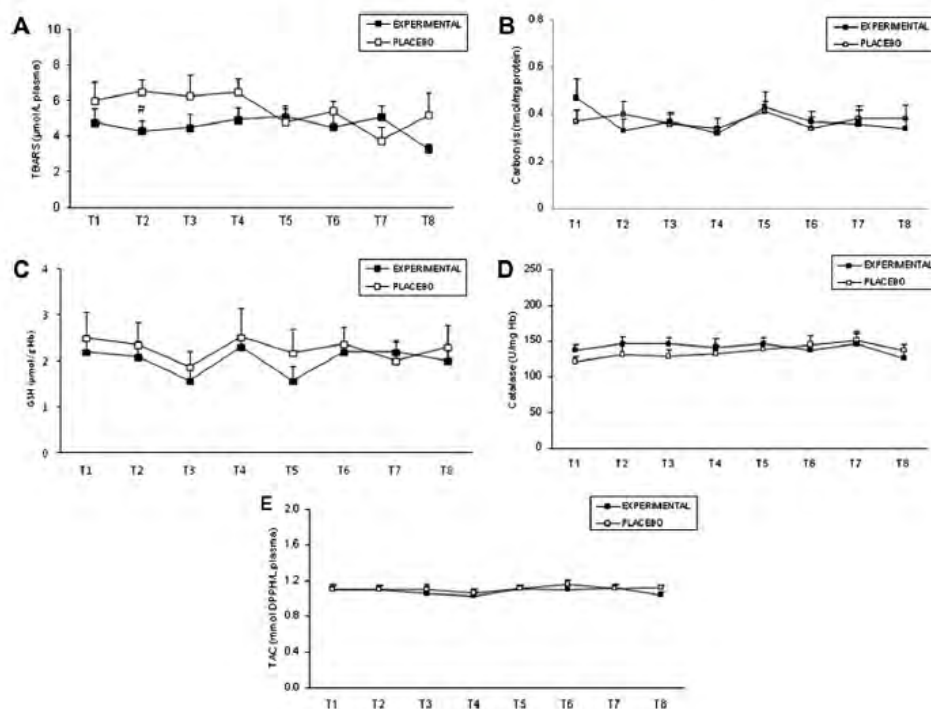 A
EXPERIMENTAL
PLACEBO
TBARS (μmol/L plasma)
10
8
6
4
2
0
#
T1 T2 T3 T4 T5 T6 T7 T8
B
EXPERIMENTAL
PLACEBO
Carbonyls (nmol/mg protein)
0.8
0.6
0.4
0.2
0
T1 T2 T3 T4 T5 T6 T7 T8
C
EXPERIMENTAL
PLACEBO
GSH (μmol/gHb)
4
3
2
1
0
T1 T2 T3 T4 T5 T6 T7 T8
D
EXPERIMENTAL
PLACEBO
Catalase (U/mg Hb)
250
200
150
100
50
0
T1 T2 T3 T4 T5 T6 T7 T8
E
EXPERIMENTAL
PLACEBO
TAC (mmol DPPH/L plasma)
2.0
1.6
1.2
0.8
0.4
0.0
T1 T2 T3 T4 T5 T6 T7 T8